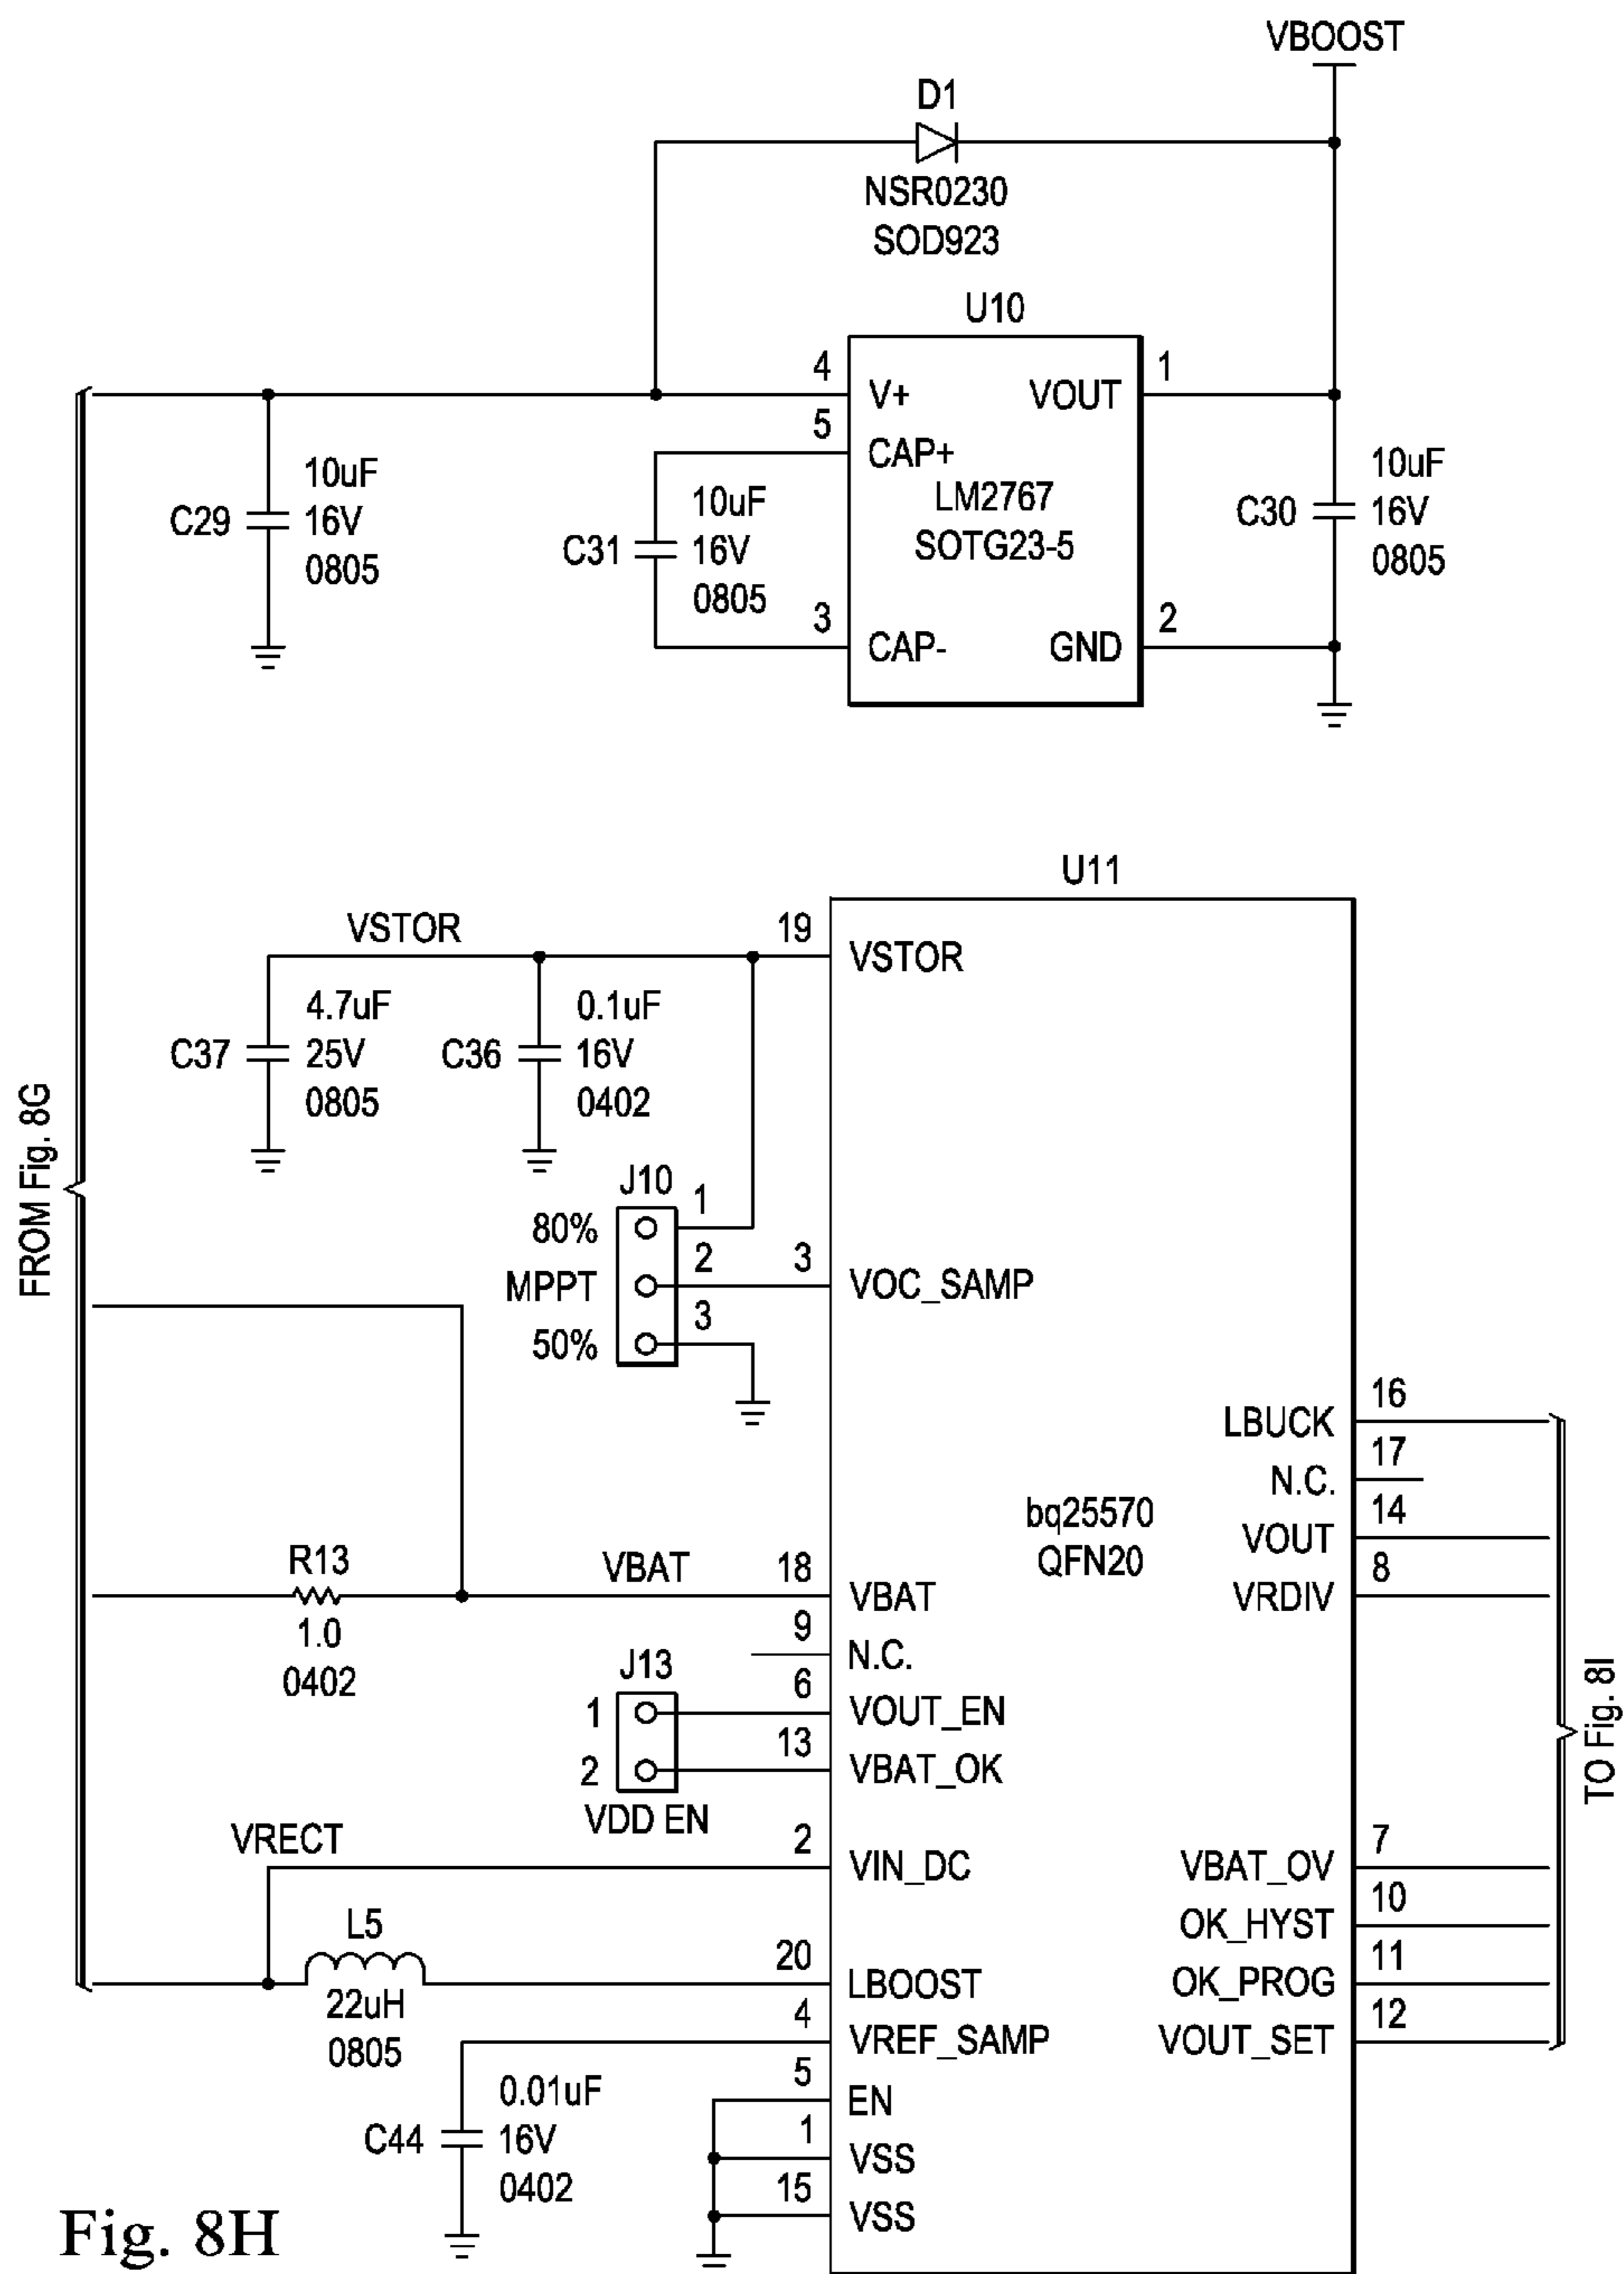 VBOOST
D1
NSR0230
SOD923
U10
4
V+
VOUT
1
5
CAP+
LM2767
SOTG23-5
3
CAP-
GND
2
C29
10uF
16V
0805
C31
10uF
16V
0805
C30
10uF
16V
0805
U11
VSTOR
19
VSTOR
C37
4.7uF
25V
0805
C36
0.1uF
16V
0402
FROM Fig. 8G
J10
80%
1
MPPT
2
3
VOC_SAMP
50%
3
LBUCK
16
N.C.
17
bq25570
QFN20
VOUT
14
VRDIV
8
R13
1.0
0402
VBAT
18
VBAT
9
N.C.
J13
1
6
VOUT_EN
2
13
VBAT_OK
VDD EN
TO Fig. 8I
VRECT
2
VIN_DC
VBAT_OV
7
OK_HYST
10
L5
22uH
0805
20
LBOOST
OK_PROG
11
4
VREF_SAMP
VOUT_SET
12
C44
0.01uF
16V
0402
5
EN
1
VSS
15
VSS
Fig. 8H